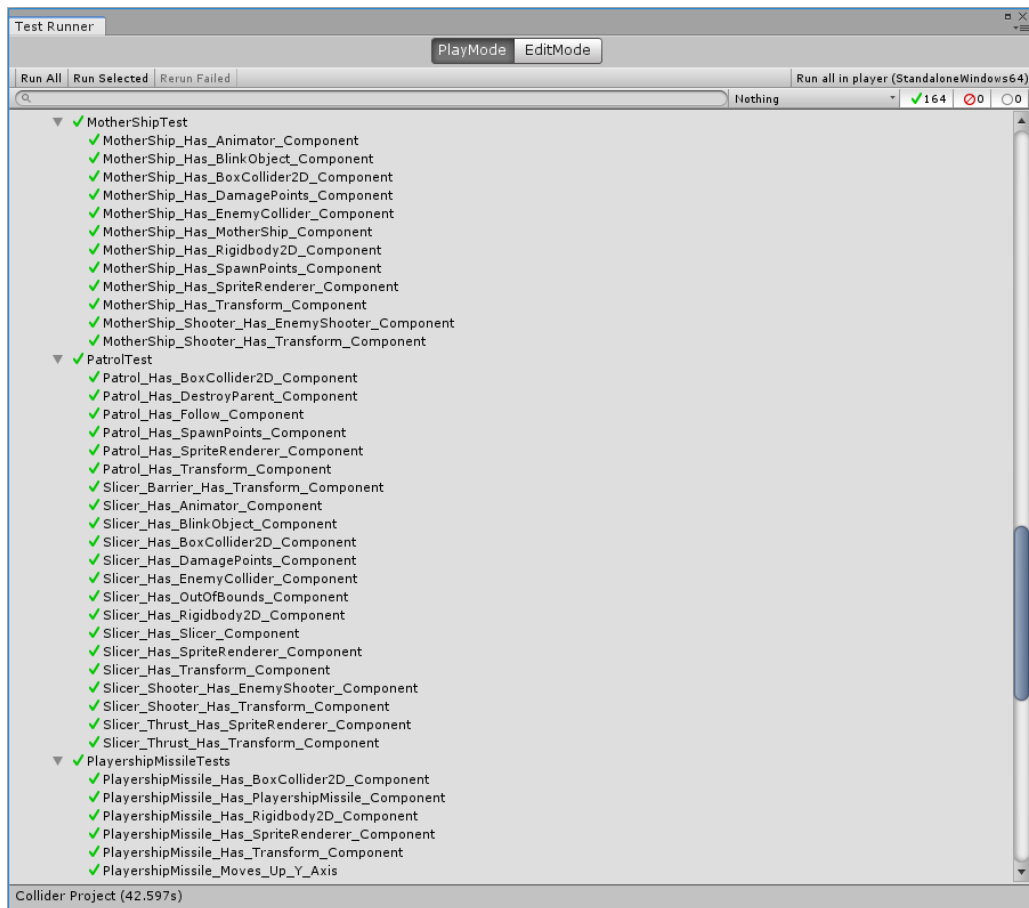 Test Runner
PlayMode EditMode
Run All Run Selected Rerun Failed Run all in player (StandaloneWindows64)
Nothing 164 0 0
MotherShipTest
MotherShip_Has_Animator_Component
MotherShip_Has_BlinkObject_Component
MotherShip_Has_BoxCollider2D_Component
MotherShip_Has_DamagePoints_Component
MotherShip_Has_EnemyCollider_Component
MotherShip_Has_MotherShip_Component
MotherShip_Has_Rigidbody2D_Component
MotherShip_Has_SpawnPoints_Component
MotherShip_Has_SpriteRenderer_Component
MotherShip_Has_Transform_Component
MotherShip_Shooter_Has_EnemyShooter_Component
MotherShip_Shooter_Has_Transform_Component
PatrolTest
Patrol_Has_BoxCollider2D_Component
Patrol_Has_DestroyParent_Component
Patrol_Has_Follow_Component
Patrol_Has_SpawnPoints_Component
Patrol_Has_SpriteRenderer_Component
Patrol_Has_Transform_Component
Slicer_Barrier_Has_Transform_Component
Slicer_Has_Animator_Component
Slicer_Has_BlinkObject_Component
Slicer_Has_BoxCollider2D_Component
Slicer_Has_DamagePoints_Component
Slicer_Has_EnemyCollider_Component
Slicer_Has_OutOfBounds_Component
Slicer_Has_Rigidbody2D_Component
Slicer_Has_Slicer_Component
Slicer_Has_SpriteRenderer_Component
Slicer_Has_Transform_Component
Slicer_Shooter_Has_EnemyShooter_Component
Slicer_Shooter_Has_Transform_Component
Slicer_Thrust_Has_SpriteRenderer_Component
Slicer_Thrust_Has_Transform_Component
PlayershipMissileTests
PlayershipMissile_Has_BoxCollider2D_Component
PlayershipMissile_Has_PlayershipMissile_Component
PlayershipMissile_Has_Rigidbody2D_Component
PlayershipMissile_Has_SpriteRenderer_Component
PlayershipMissile_Has_Transform_Component
PlayershipMissile_Moves_Up_Y_Axis
Collider Project (42.597s)